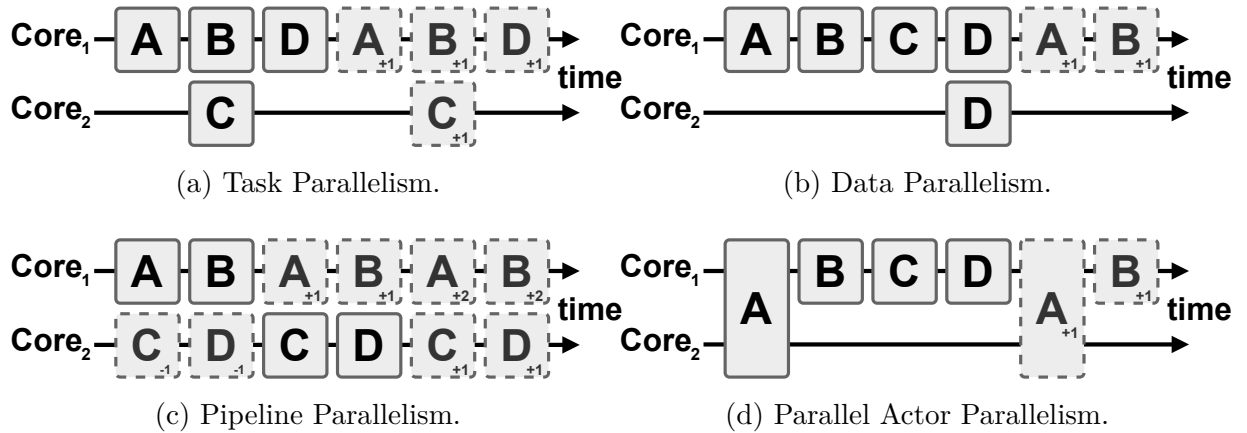 Core₁ A B D A+1 B+1 D+1
time
Core₂ C C+1
(a) Task Parallelism.
Core₁ A B C D A+1 B+1
time
Core₂ D
(b) Data Parallelism.
Core₁ A B A+1 B+1 A+2 B+2
time
Core₂ C-1 D-1 C D C+1 D+1
(c) Pipeline Parallelism.
Core₁ B C D B+1
A A+1 time
Core₂
(d) Parallel Actor Parallelism.